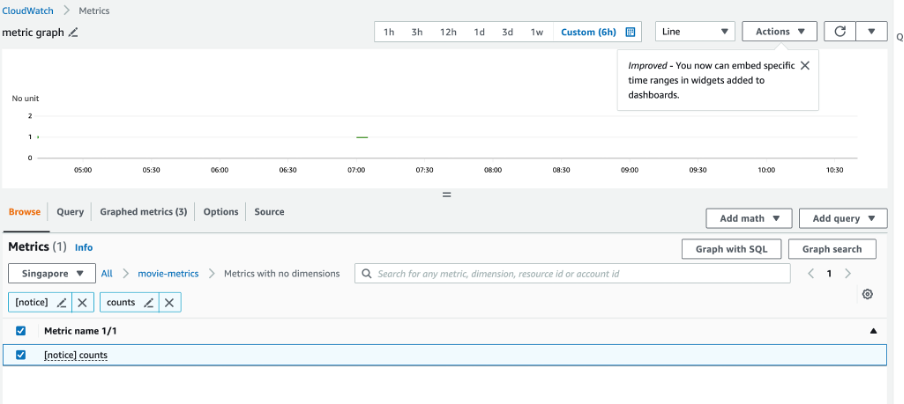 CloudWatch > Metrics
metric graph
1h 3h 12h 1d 3d 1w Custom (6h) Line Actions
Improved - You now can embed specific
time ranges in widgets added to
dashboards.
Q
No unit
2
1
0
05:00 05:30 06:00 06:30 07:00 07:30 08:00 08:30 09:00 09:30 10:00 10:30
Browse Query Graphed metrics (3) Options Source
Add math Add query
Metrics (1) Info
Graph with SQL Graph search
Singapore All > movie-metrics > Metrics with no dimensions Search for any metric, dimension, resource id or account id < 1 >
[notice] counts
Metric name 1/1
[notice] counts